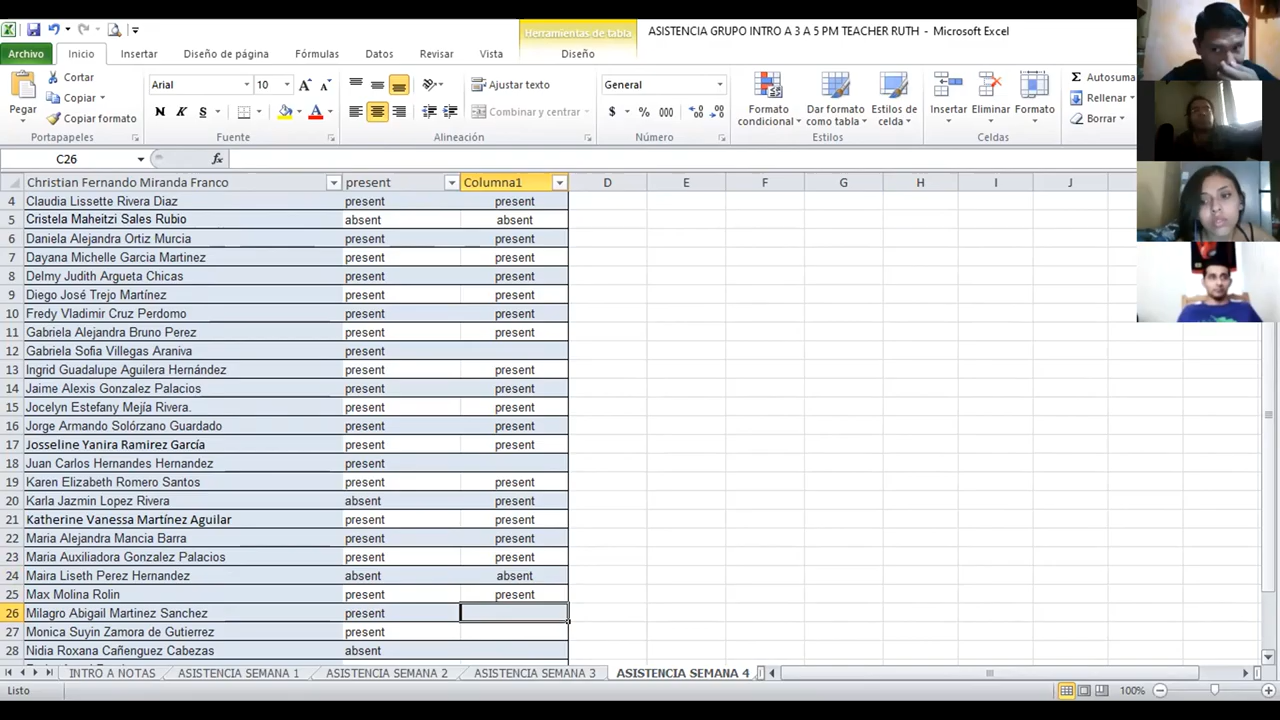 Herramientas de tabla
ASISTENCIA GRUPO INTRO A 3 A 5 PM TEACHER RUTH - Microsoft Excel
Archivo Inicio Insertar Diseño de página Fórmulas Datos Revisar Vista Diseño
Cortar
Copiar
Copiar formato
Pegar
Portapapeles
Arial 10
N K S
Fuente
Ajustar texto
Combinar y centrar
Alineación
General
$ % 000
Número
Formato condicional
Dar formato como tabla
Estilos de celda
Estilos
Insertar Eliminar Formato
Celdas
Autosuma
Rellenar
Borrar
C26 fx
Christian Fernando Miranda Franco present Columna1 D E F G H I J
4 Claudia Lissette Rivera Diaz present present
5 Cristela Maheitzi Sales Rubio absent absent
6 Daniela Alejandra Ortiz Murcia present present
7 Dayana Michelle Garcia Martinez present present
8 Delmy Judith Argueta Chicas present present
9 Diego José Trejo Martínez present present
10 Fredy Vladimir Cruz Perdomo present present
11 Gabriela Alejandra Bruno Perez present present
12 Gabriela Sofia Villegas Araniva present
13 Ingrid Guadalupe Aguilera Hernández present present
14 Jaime Alexis Gonzalez Palacios present present
15 Jocelyn Estefany Mejía Rivera. present present
16 Jorge Armando Solórzano Guardado present present
17 Josseline Yanira Ramirez García present present
18 Juan Carlos Hernandes Hernandez present
19 Karen Elizabeth Romero Santos present present
20 Karla Jazmin Lopez Rivera absent present
21 Katherine Vanessa Martínez Aguilar present present
22 Maria Alejandra Mancia Barra present present
23 Maria Auxiliadora Gonzalez Palacios present present
24 Maira Liseth Perez Hernandez absent absent
25 Max Molina Rolin present present
26 Milagro Abigail Martinez Sanchez present
27 Monica Suyin Zamora de Gutierrez present
28 Nidia Roxana Cañenguez Cabezas absent
INTRO A NOTAS ASISTENCIA SEMANA 1 ASISTENCIA SEMANA 2 ASISTENCIA SEMANA 3 ASISTENCIA SEMANA 4
Listo 100%